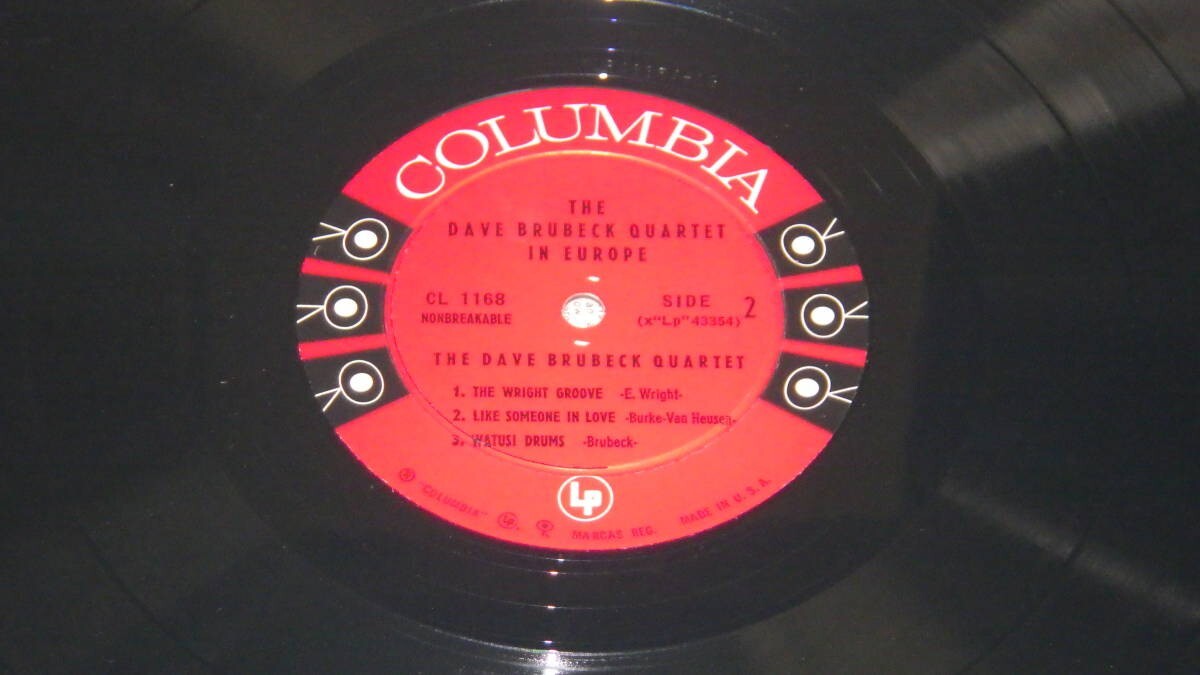 COLUMBIA
THE
DAVE BRUBECK QUARTET
IN EUROPE
CL 1168
NONBREAKABLE
SIDE 2
(x"Lp" 43354)
THE DAVE BRUBECK QUARTET
1. THE WRIGHT GROOVE -E. Wright-
2. LIKE SOMEONE IN LOVE -Burke-Van Heusen-
3. WATUSI DRUMS -Brubeck-
Lp
® "COLUMBIA" Lp, MARCAS REG. MADE IN U. S. A.